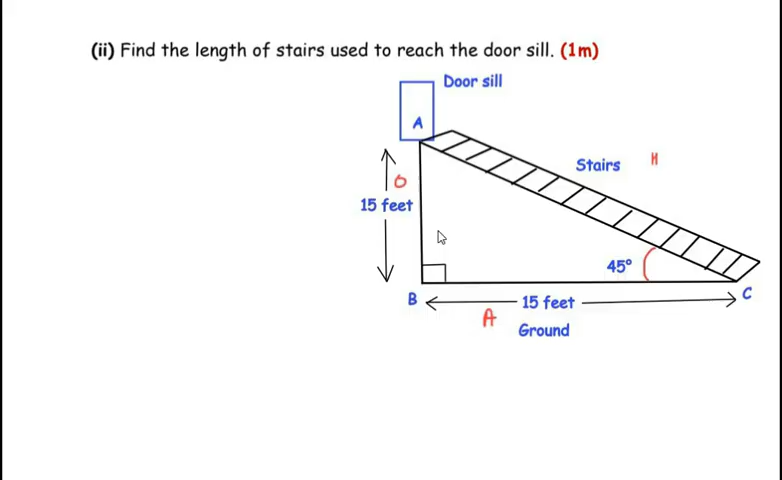 (ii) Find the length of stairs used to reach the door sill. (1m)
Door sill
A
Stairs
H
O
15 feet
45°
B
15 feet
C
A
Ground